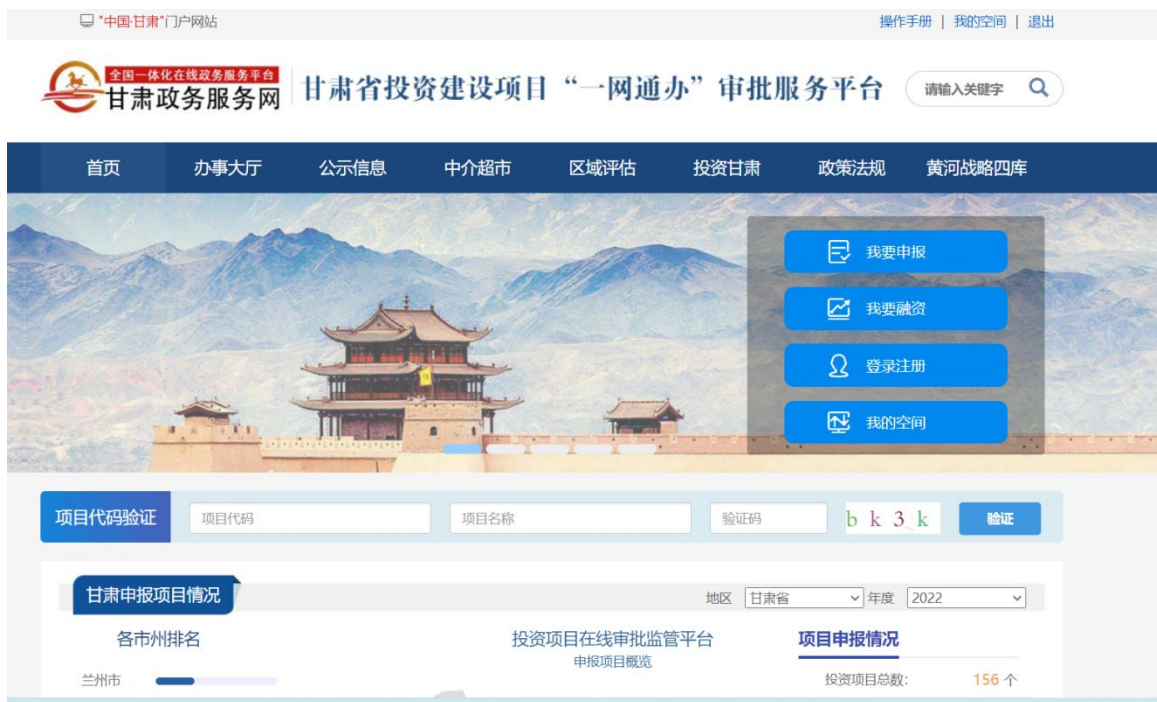 "中国·甘肃"门户网站
操作手册 | 我的空间 | 退出
全国一体化在线政务服务平台
甘肃政务服务网
甘肃省投资建设项目“一网通办”审批服务平台
请输入关键字
首页 办事大厅 公示信息 中介超市 区域评估 投资甘肃 政策法规 黄河战略四库
我要申报
我要融资
登录注册
我的空间
项目代码验证 项目代码 项目名称 验证码 bk3k 验证
甘肃申报项目情况
地区 甘肃省 年度 2022
各市州排名
投资项目在线审批监管平台
申报项目概览
项目申报情况
兰州市
投资项目总数： 156 个